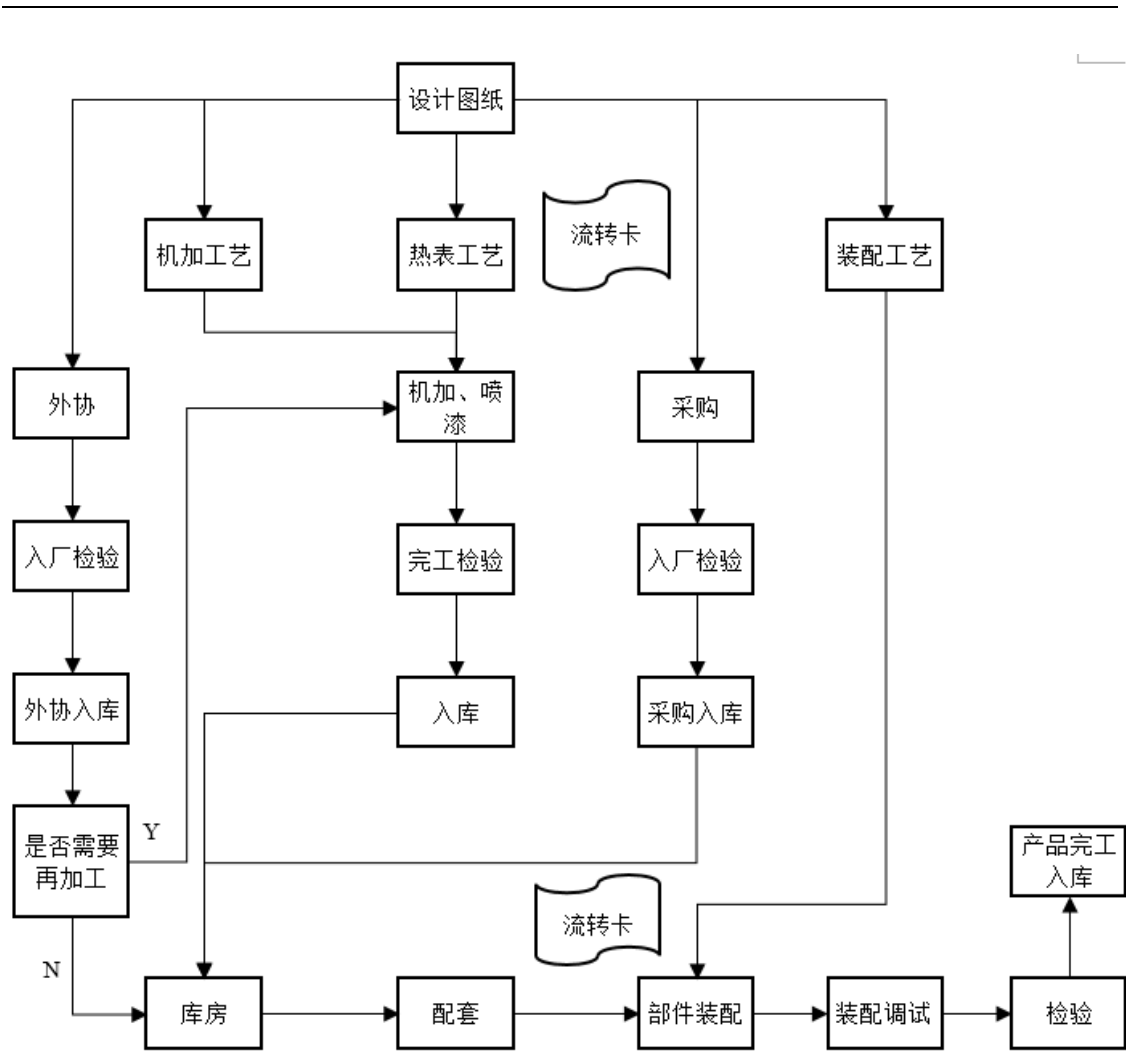 设计图纸
机加工艺
热表工艺
流转卡
装配工艺
外协
机加、喷
漆
采购
入厂检验
完工检验
入厂检验
外协入库
入库
采购入库
是否需要
再加工
Y
产品完工
入库
流转卡
N
库房
配套
部件装配
装配调试
检验